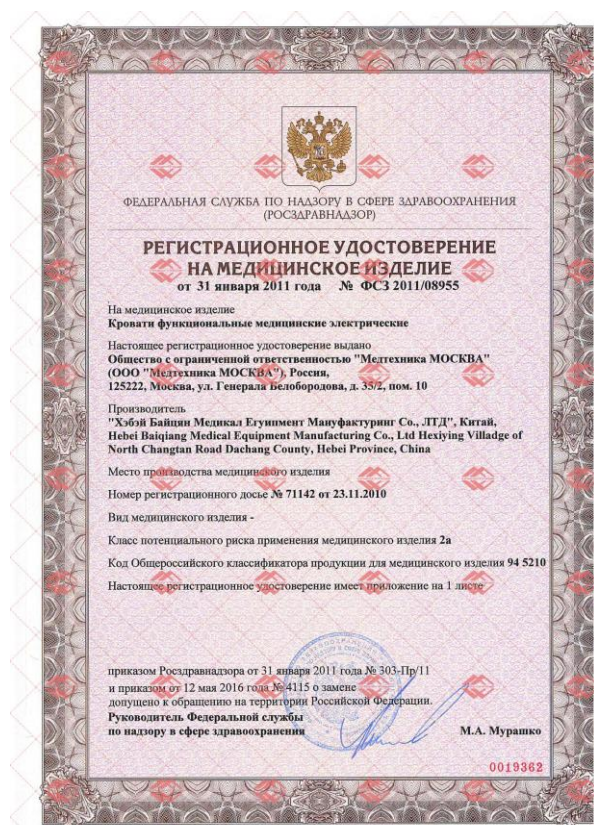 ФЕДЕРАЛЬНАЯ СЛУЖБА ПО НАДЗОРУ В СФЕРЕ ЗДРАВООХРАНЕНИЯ
(РОСЗДРАВНАДЗОР)
РЕГИСТРАЦИОННОЕ УДОСТОВЕРЕНИЕ
НА МЕДИЦИНСКОЕ ИЗДЕЛИЕ
от 31 января 2011 года № ФСЗ 2011/08955
На медицинское изделие
Кровати функциональные медицинские электрические
Настоящее регистрационное удостоверение выдано
Общество с ограниченной ответственностью "Медтехника МОСКВА"
(ООО "Медтехника МОСКВА"), Россия,
125222, Москва, ул. Генерала Белобородова, д. 35/2, пом. 10
Производитель
"Хэбэй Байцян Медикал Егуипмент Мануфактуринг Co., ЛТД", Китай,
Hebei Baiqiang Medical Equipment Manufacturing Co., Ltd Hexiying Villadge of
North Changtan Road Dachang County, Hebei Province, China
Место производства медицинского изделия
Номер регистрационного досье № 71142 от 23.11.2010
Вид медицинского изделия -
Класс потенциального риска применения медицинского изделия 2а
Код Общероссийского классификатора продукции для медицинского изделия 94 5210
Настоящее регистрационное удостоверение имеет приложение на 1 листе
приказом Росздравнадзора от 31 января 2011 года № 303-Пр/11
и приказом от 12 мая 2016 года № 4115 о замене
допущено к обращению на территории Российской Федерации.
Руководитель Федеральной службы
по надзору в сфере здравоохранения
М.А. Мурашко
0019362